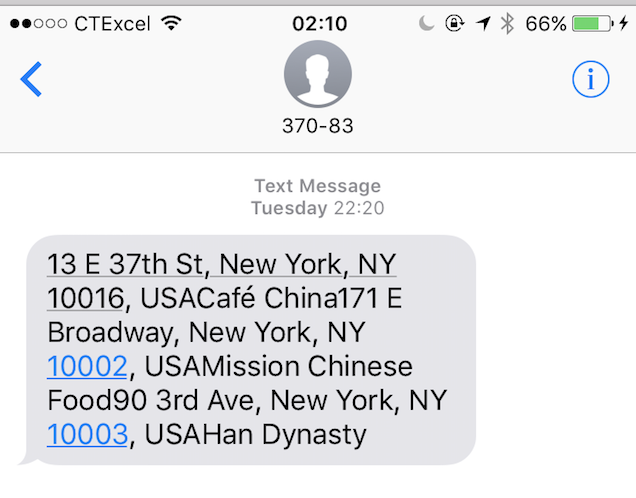 CTExcel 02:10 66%
370-83
Text Message
Tuesday 22:20
13 E 37th St, New York, NY
10016, USACafé China171 E
Broadway, New York, NY
10002, USAMission Chinese
Food90 3rd Ave, New York, NY
10003, USAHan Dynasty